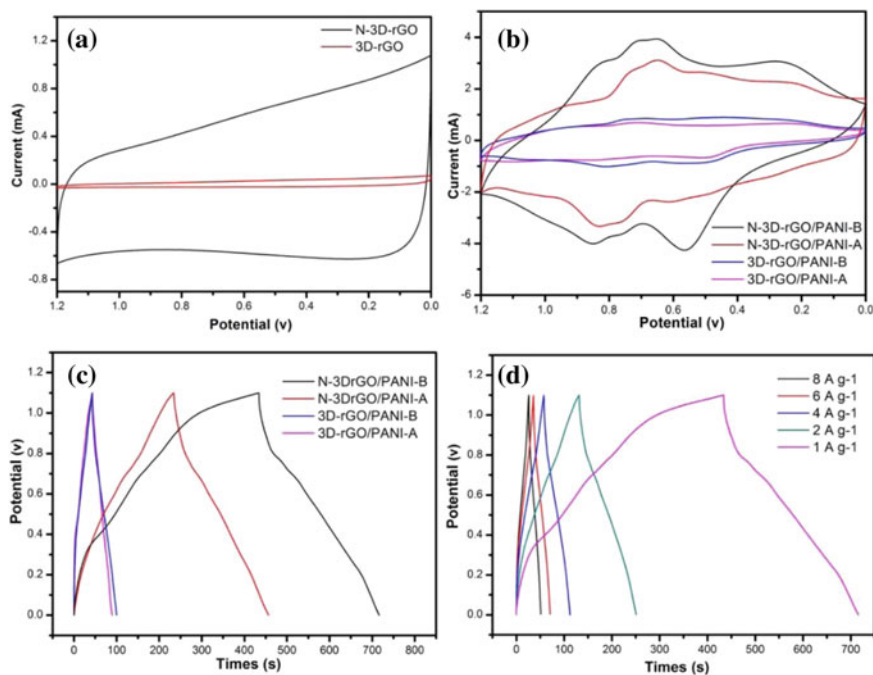 (a)
N-3D-rGO
3D-rGO
Current (mA)
1.2
0.8
0.4
0.0
-0.4
-0.8
1.2 1.0 0.8 0.6 0.4 0.2 0.0
Potential (v)
(b)
Current (mA)
4
2
0
-2
-4
-6
N-3D-rGO/PANI-B
N-3D-rGO/PANI-A
3D-rGO/PANI-B
3D-rGO/PANI-A
1.2 1.0 0.8 0.6 0.4 0.2 0.0
Potential (v)
(c)
N-3DrGO/PANI-B
N-3DrGO/PANI-A
3D-rGO/PANI-B
3D-rGO/PANI-A
Potential (v)
1.2
1.0
0.8
0.6
0.4
0.2
0.0
0 100 200 300 400 500 600 700 800
Times (s)
(d)
8 A g-1
6 A g-1
4 A g-1
2 A g-1
1 A g-1
Potential (v)
1.2
1.0
0.8
0.6
0.4
0.2
0.0
0 100 200 300 400 500 600 700
Times (s)